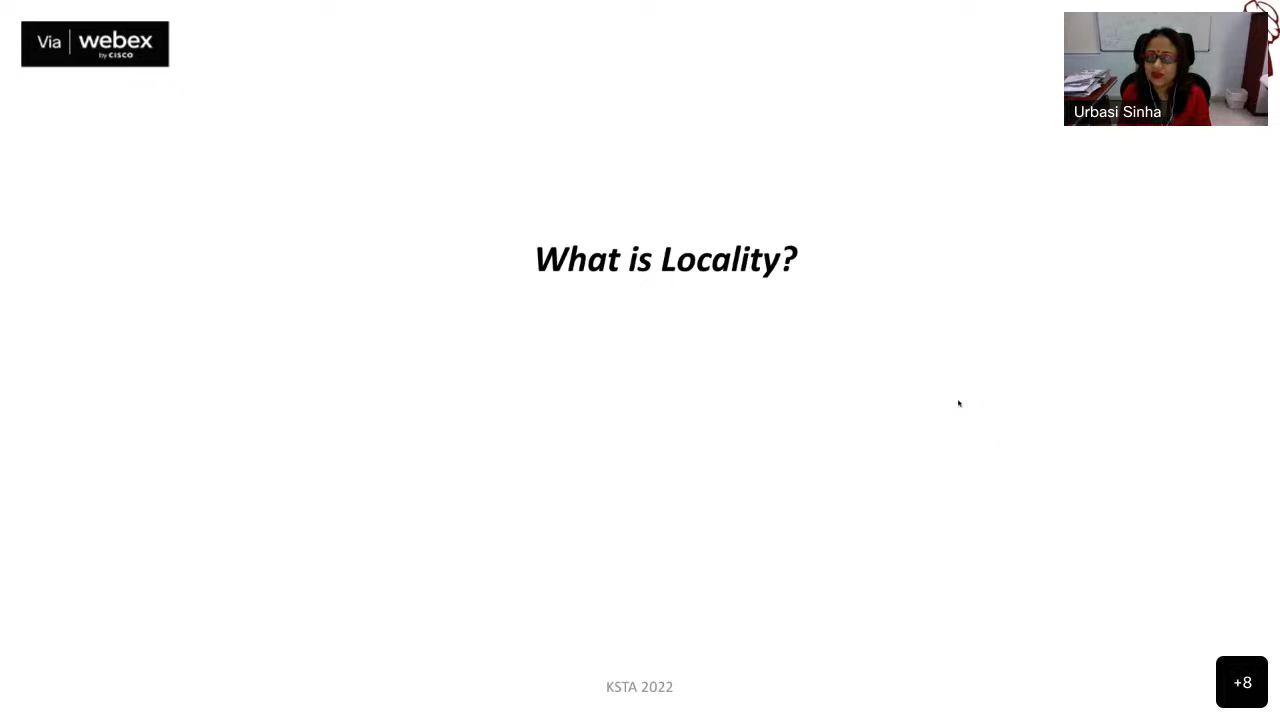 Via | webex
by CISCO
Urbasi Sinha
What is Locality?
KSTA 2022
+8